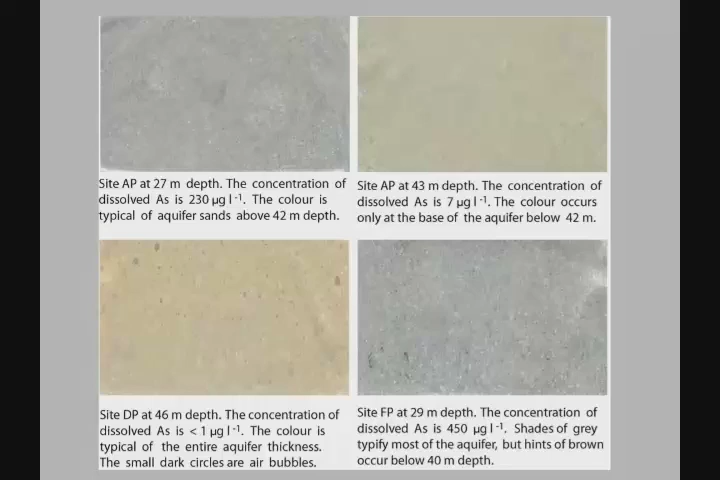 Site AP at 27 m depth. The concentration of
dissolved As is 230 µg l⁻¹. The colour is
typical of aquifer sands above 42 m depth.
Site AP at 43 m depth. The concentration of
dissolved As is 7 µg l⁻¹. The colour occurs
only at the base of the aquifer below 42 m.
Site DP at 46 m depth. The concentration of
dissolved As is < 1 µg l⁻¹. The colour is
typical of the entire aquifer thickness.
The small dark circles are air bubbles.
Site FP at 29 m depth. The concentration of
dissolved As is 450 µg l⁻¹. Shades of grey
typify most of the aquifer, but hints of brown
occur below 40 m depth.